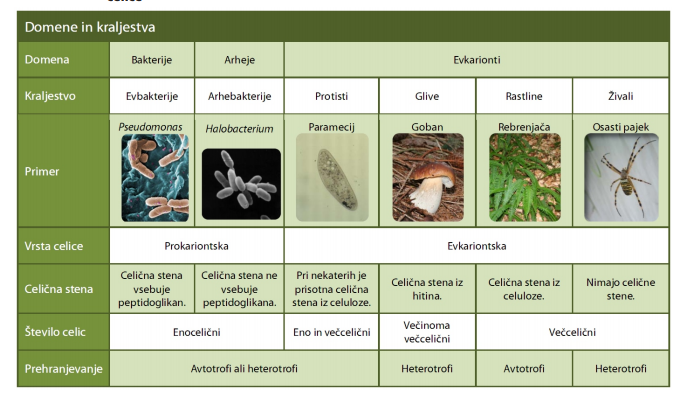 Domene in kraljestva
Domena
Bakterije
Arheje
Evkarionti
Kraljestvo
Evbakterije
Arhebakterije
Protisti
Glive
Rastline
Živali
Primer
Pseudomonas
Halobacterium
Paramecij
Goban
Rebrenjača
Osasti pajek
Vrsta celice
Prokariontska
Evkariontska
Celična stena
Celična stena
vsebuje
peptidoglikan.
Celična stena ne
vsebuje
peptidoglikana.
Pri nekaterih je
prisotna celična
stena iz celuloze.
Celična stena iz
hitina.
Celična stena iz
celuloze.
Nimajo celične
stene.
Število celic
Enocelični
Eno in večcelični
Večinoma
večcelični
Večcelični
Prehranjevanje
Avtotrofi ali heterotrofi
Heterotrofi
Avtotrofi
Heterotrofi